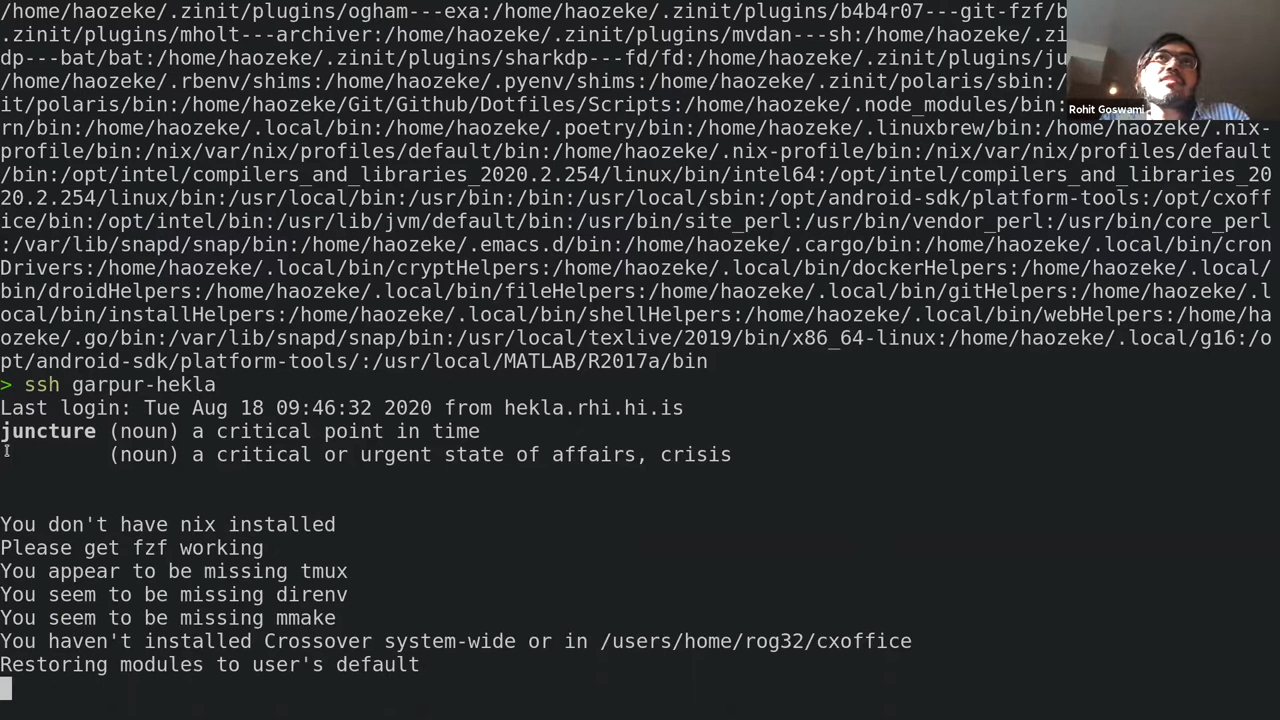 /home/haozeke/.zinit/plugins/ogham---exa:/home/haozeke/.zinit/plugins/b4b4r07---git-fzf/b
.zinit/plugins/mholt---archiver:/home/haozeke/.zinit/plugins/mvdan---sh:/home/haozeke/.zi
dp---bat/bat:/home/haozeke/.zinit/plugins/sharkdp---fd/fd:/home/haozeke/.zinit/plugins/ju
/home/haozeke/.rbenv/shims:/home/haozeke/.pyenv/shims:/home/haozeke/.zinit/polaris/sbin:/
it/polaris/bin:/home/haozeke/Git/Github/Dotfiles/Scripts:/home/haozeke/.node_modules/bin:
Rohit Goswami
rn/bin:/home/haozeke/.local/bin:/home/haozeke/.poetry/bin:/home/haozeke/.linuxbrew/bin:/home/haozeke/.nix-
profile/bin:/nix/var/nix/profiles/default/bin:/home/haozeke/.nix-profile/bin:/nix/var/nix/profiles/default
/bin:/opt/intel/compilers_and_libraries_2020.2.254/linux/bin/intel64:/opt/intel/compilers_and_libraries_20
20.2.254/linux/bin:/usr/local/bin:/usr/bin:/usr/local/sbin:/opt/android-sdk/platform-tools:/opt/cxoff
ice/bin:/opt/intel/bin:/usr/lib/jvm/default/bin:/usr/bin/site_perl:/usr/bin/vendor_perl:/usr/bin/core_perl
:/var/lib/snapd/snap/bin:/home/haozeke/.emacs.d/bin:/home/haozeke/.cargo/bin:/home/haozeke/.local/bin/cron
Drivers:/home/haozeke/.local/bin/cryptHelpers:/home/haozeke/.local/bin/dockerHelpers:/home/haozeke/.local/
bin/droidHelpers:/home/haozeke/.local/bin/fileHelpers:/home/haozeke/.local/bin/gitHelpers:/home/haozeke/.l
ocal/bin/installHelpers:/home/haozeke/.local/bin/shellHelpers:/home/haozeke/.local/bin/webHelpers:/home/ha
ozeke/.go/bin:/var/lib/snapd/snap/bin:/usr/local/texlive/2019/bin/x86_64-linux:/home/haozeke/.local/g16:/o
pt/android-sdk/platform-tools/:/usr/local/MATLAB/R2017a/bin
> ssh garpur-hekla
Last login: Tue Aug 18 09:46:32 2020 from hekla.rhi.hi.is
juncture (noun) a critical point in time
(noun) a critical or urgent state of affairs, crisis
You don't have nix installed
Please get fzf working
You appear to be missing tmux
You seem to be missing direnv
You seem to be missing mmake
You haven't installed Crossover system-wide or in /users/home/rog32/cxoffice
Restoring modules to user's default